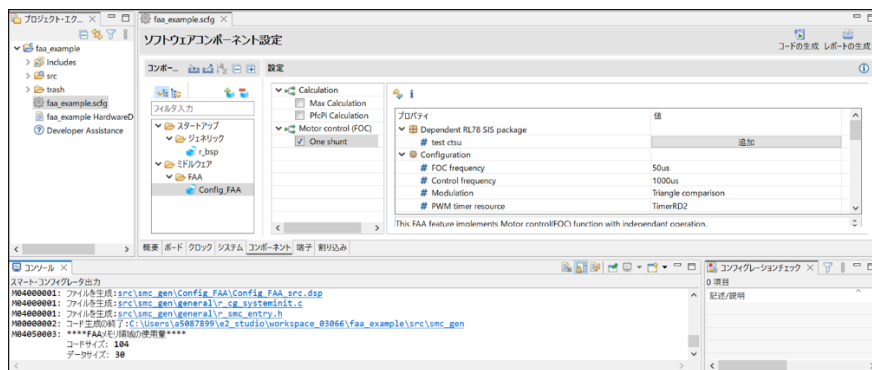 プロジェクト・エク...
faa_example
Includes
src
trash
faa_example.scfg
faa_example HardwareD
Developer Assistance
faa_example.scfg
ソフトウェアコンポーネント設定
コードの生成 レポートの生成
コンポー...
フィルタ入力
スタートアップ
ジェネリック
r_bsp
ミドルウェア
FAA
Config_FAA
設定
Calculation
Max Calculation
PfcPi Calculation
Motor control (FOC)
One shunt
プロパティ 値
Dependent RL78 SIS package
# test ctsu 追加
Configuration
# FOC frequency 50us
# Control frequency 1000us
# Modulation Triangle comparison
# PWM timer resource TimerRD2
This FAA feature implements Motor control(FOC) function with independant operation.
概要 ボード クロック システム コンポーネント 端子 割り込み
コンソール
スマート・コンフィグレータ出力
M04000001: ファイルを生成:src\smc_gen\Config_FAA\Config_FAA_src.dsp
M04000001: ファイルを生成:src\smc_gen\general\r_cg_systeminit.c
M04000001: ファイルを生成:src\smc_gen\general\r_smc_entry.h
M00000002: コード生成の終了:C:\Users\a5087899\e2_studio\workspace_03066\faa_example\src\smc_gen
M04050003: ****FAAメモリ領域の使用量****
コードサイズ: 104
データサイズ: 30
コンフィグレーションチェック
0 項目
記述/説明